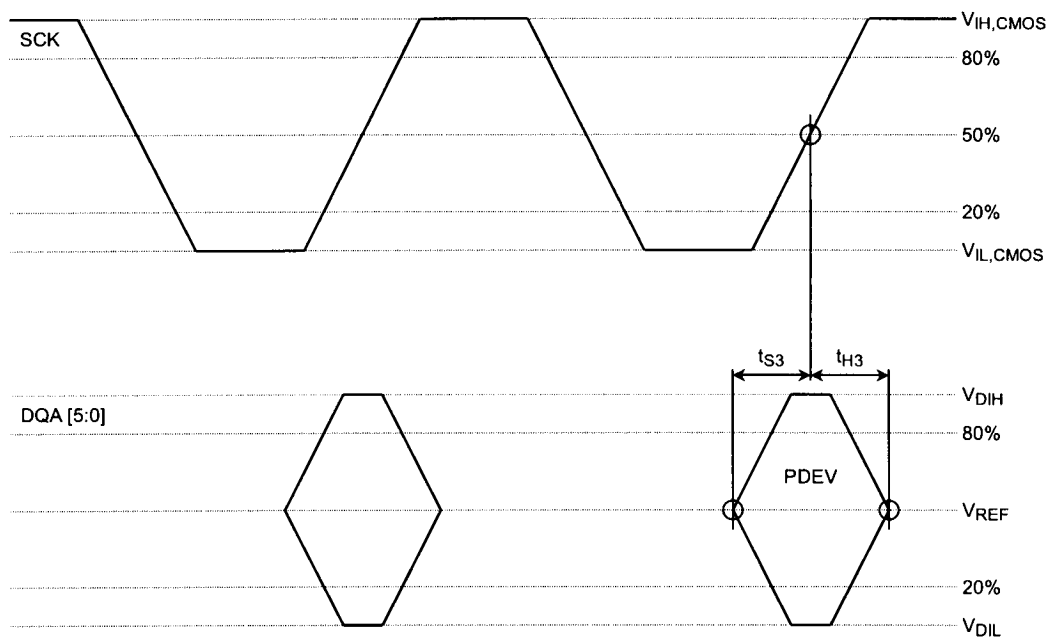 SCK
V_IH,CMOS
80%
50%
20%
V_IL,CMOS
t_S3
t_H3
DQA [5:0]
V_DIH
80%
PDEV
V_REF
20%
V_DIL